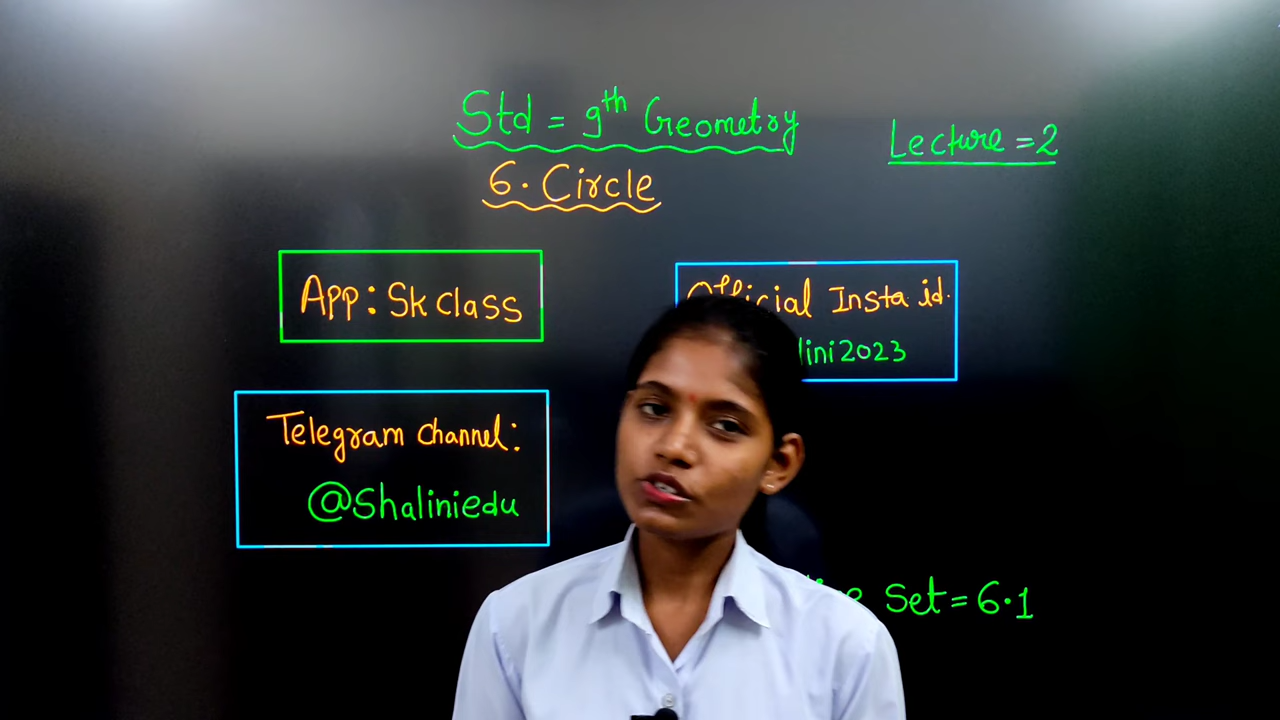 Std = 9th Geometry
Lecture = 2
6. Circle
App: Sk Class
Official Insta id.
lini2023
Telegram channel:
@Shaliniedu
Set = 6.1